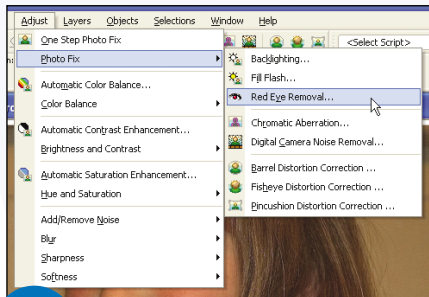 Adjust Layers Objects Selections Window Help
<Select Script>
One Step Photo Fix
Photo Fix
Automatic Color Balance...
Color Balance
Automatic Contrast Enhancement...
Brightness and Contrast
Automatic Saturation Enhancement...
Hue and Saturation
Add/Remove Noise
Blur
Sharpness
Softness
Backlighting...
Fill Flash...
Red Eye Removal...
Chromatic Aberration...
Digital Camera Noise Removal...
Barrel Distortion Correction ...
Fisheye Distortion Correction ...
Pincushion Distortion Correction ...